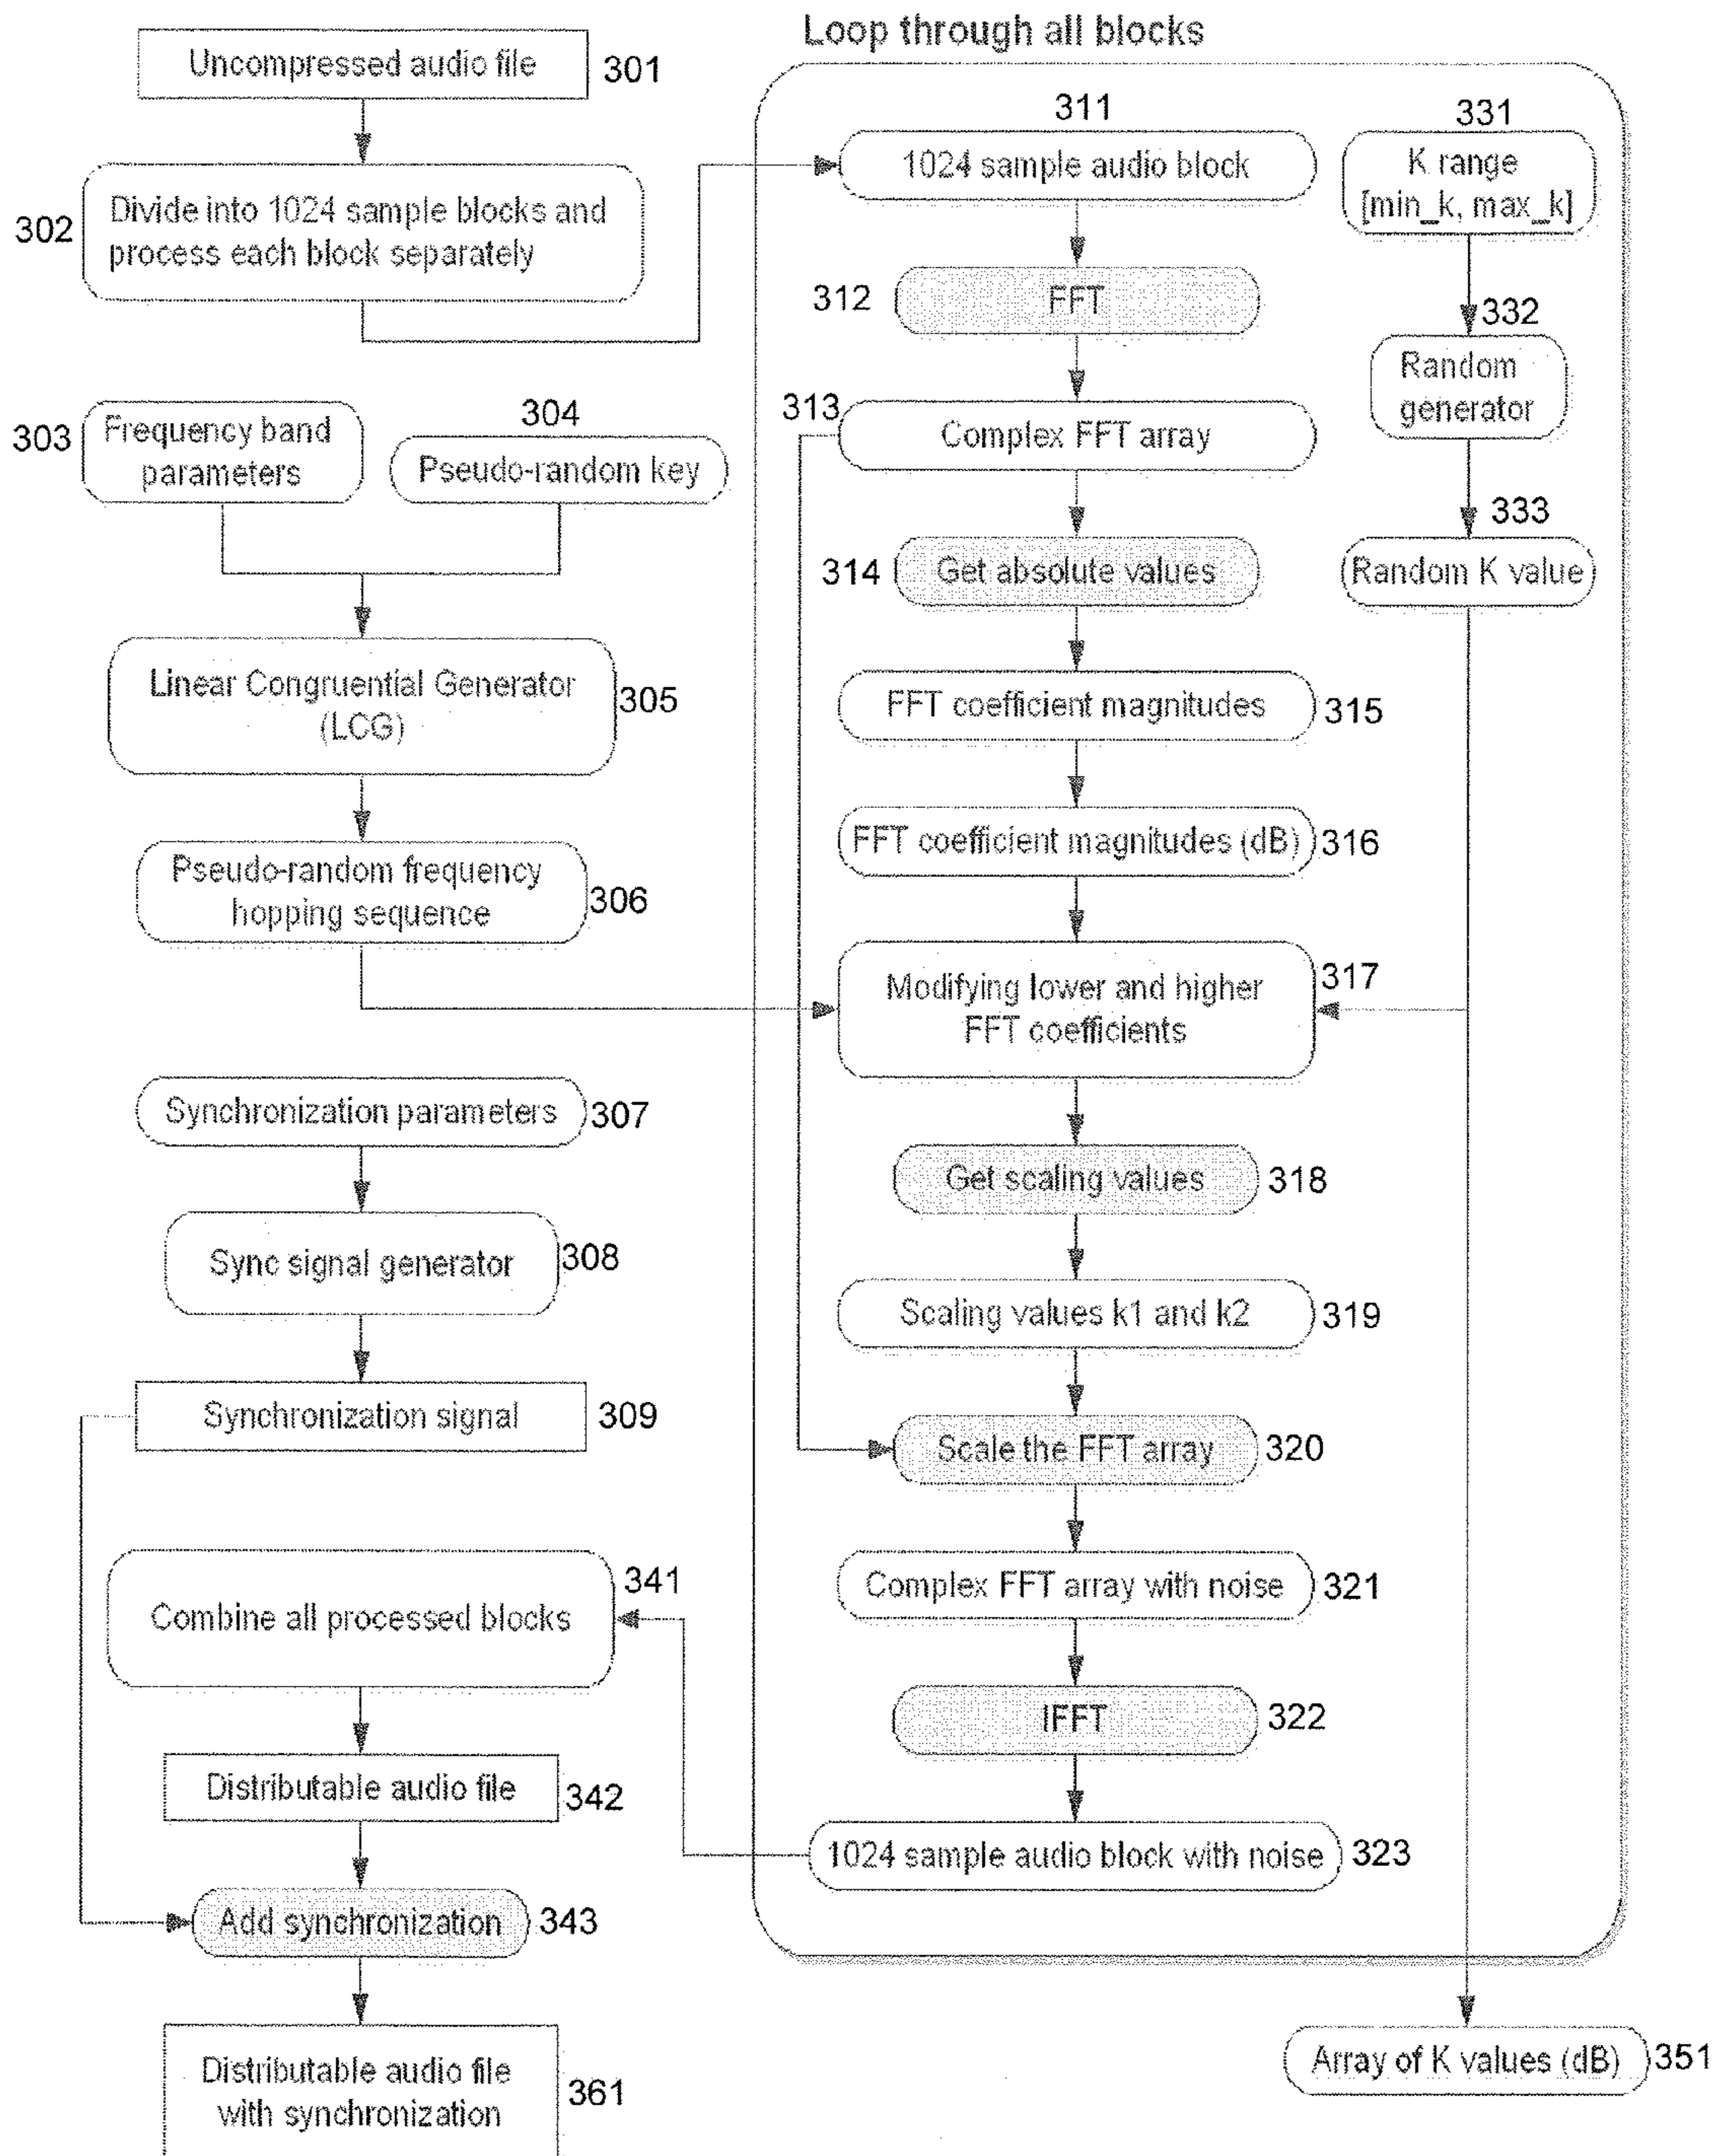 Loop through all blocks
Uncompressed audio file
301
302
Divide into 1024 sample blocks and
process each block separately
303
Frequency band
parameters
304
Pseudo-random key
Linear Congruential Generator
(LCG)
305
Pseudo-random frequency
hopping sequence
306
Synchronization parameters
307
Sync signal generator
308
Synchronization signal
309
311
1024 sample audio block
312
FFT
313
Complex FFT array
314
Get absolute values
FFT coefficient magnitudes
315
FFT coefficient magnitudes (dB)
316
Modifying lower and higher
FFT coefficients
317
Get scaling values
318
Scaling values k1 and k2
319
Scale the FFT array
320
Complex FFT array with noise
321
IFFT
322
1024 sample audio block with noise
323
331
K range
[min_k, max_k]
332
Random
generator
333
Random K value
Combine all processed blocks
341
Distributable audio file
342
Add synchronization
343
Distributable audio file
with synchronization
361
Array of K values (dB)
351